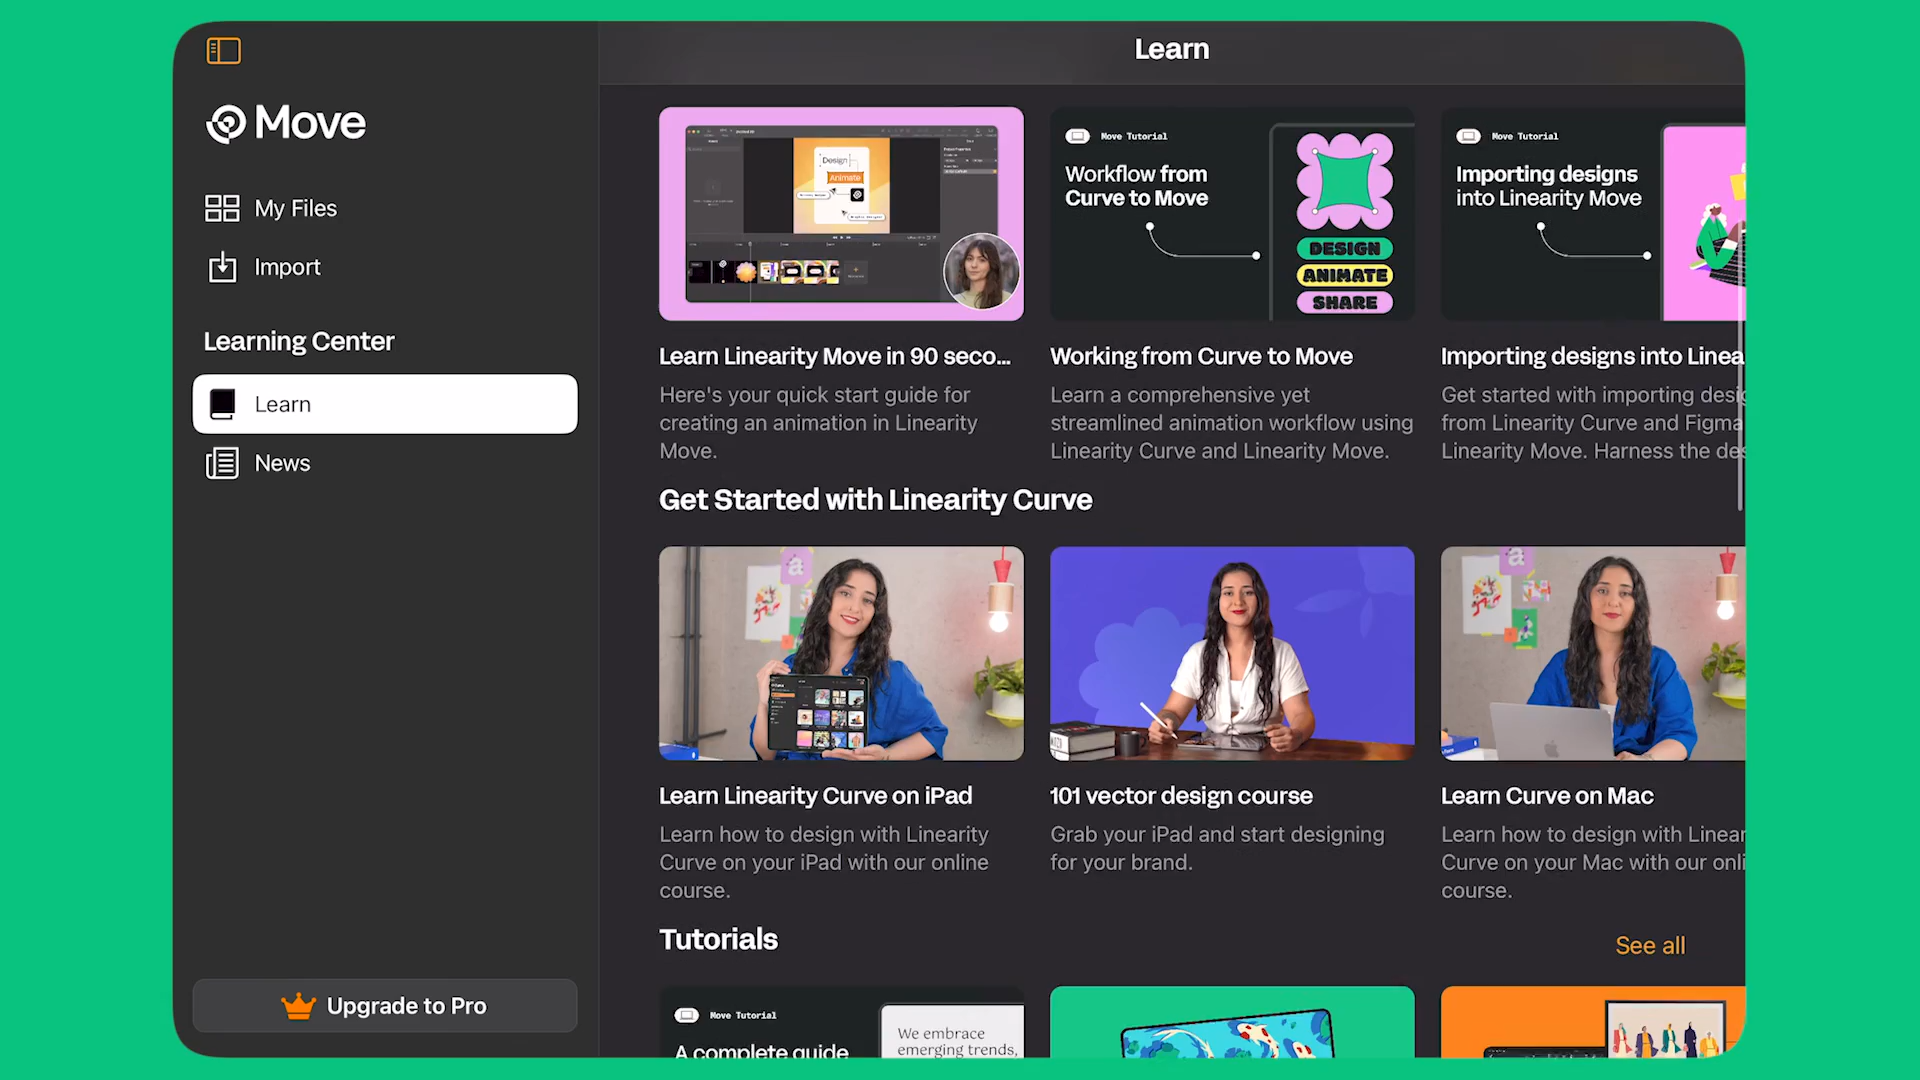 Learn
Move
My Files
Import
Learning Center
Learn
News
Upgrade to Pro
Design
Animate
Move Tutorial
Workflow from
Curve to Move
DESIGN
ANIMATE
SHARE
Move Tutorial
Importing designs
into Linearity Move
Learn Linearity Move in 90 seco...
Here's your quick start guide for
creating an animation in Linearity
Move.
Working from Curve to Move
Learn a comprehensive yet
streamlined animation workflow using
Linearity Curve and Linearity Move.
Importing designs into Linea
Get started with importing desig
from Linearity Curve and Figma
Linearity Move. Harness the des
Get Started with Linearity Curve
Learn Linearity Curve on iPad
Learn how to design with Linearity
Curve on your iPad with our online
course.
101 vector design course
Grab your iPad and start designing
for your brand.
Learn Curve on Mac
Learn how to design with Linear
Curve on your Mac with our onli
course.
Tutorials
See all
Move Tutorial
A complete guide
We embrace
emerging trends,